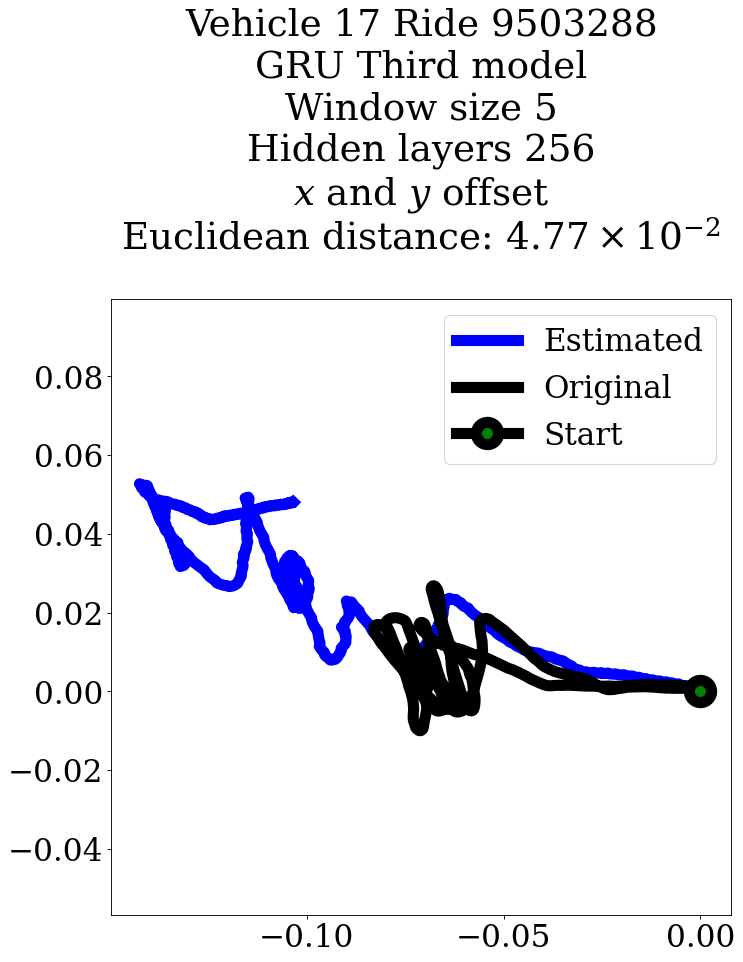 Vehicle 17 Ride 9503288
GRU Third model
Window size 5
Hidden layers 256
x and y offset
Euclidean distance: 4.77 × 10⁻²
Estimated
Original
Start
0.08
0.06
0.04
0.02
0.00
−0.02
−0.04
−0.10
−0.05
0.00